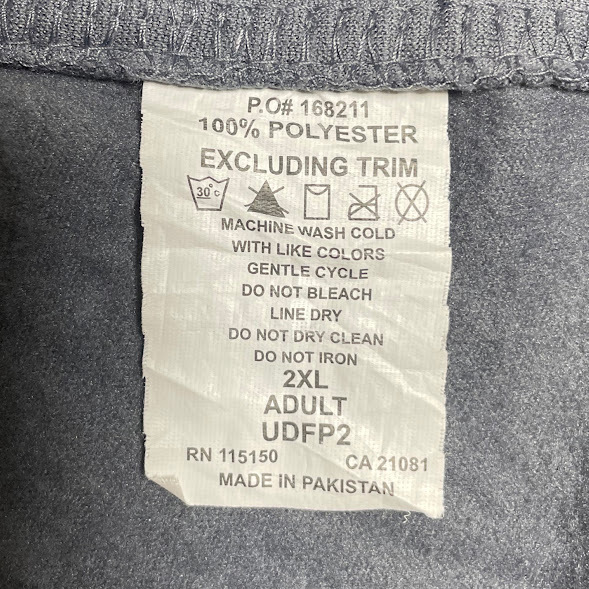 P.O# 168211
100% POLYESTER
EXCLUDING TRIM
30°c
MACHINE WASH COLD
WITH LIKE COLORS
GENTLE CYCLE
DO NOT BLEACH
LINE DRY
DO NOT DRY CLEAN
DO NOT IRON
2XL
ADULT
UDFP2
RN 115150 CA 21081
MADE IN PAKISTAN